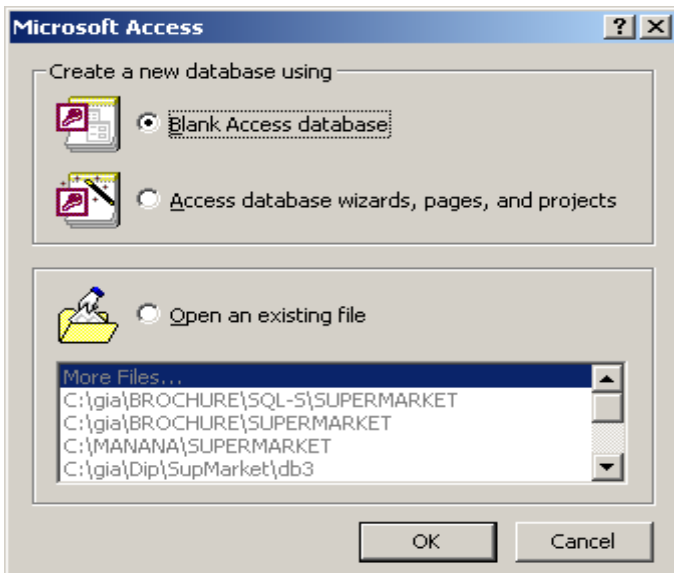 Microsoft Access
Create a new database using
Blank Access database
Access database wizards, pages, and projects
Open an existing file
More Files...
C:\gia\BROCHURE\SQL-S\SUPERMARKET
C:\gia\BROCHURE\SUPERMARKET
C:\MANANA\SUPERMARKET
C:\gia\Dip\SupMarket\db3
OK Cancel